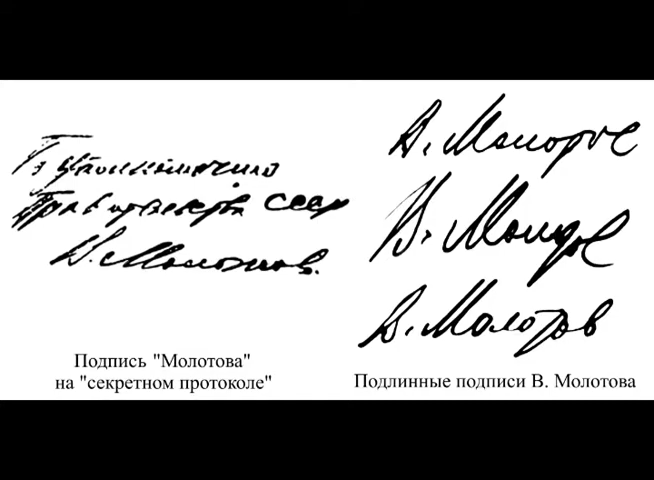 По уполномочию
Правительства СССР
В. Молотов.
Подпись "Молотова"
на "секретном протоколе"
В. Молотов
В. Молотов
В. Молотов
Подлинные подписи В. Молотова